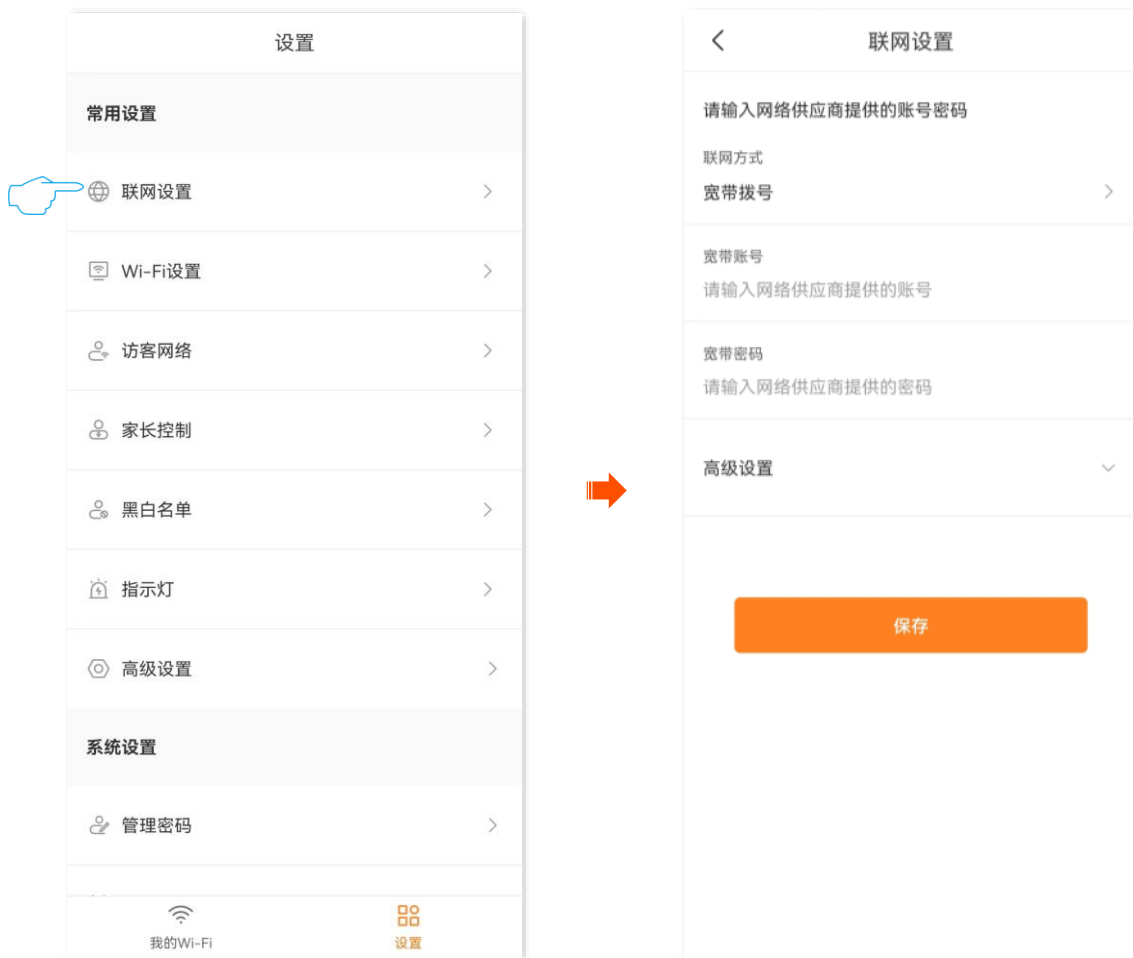 设置
常用设置
联网设置
Wi-Fi设置
访客网络
家长控制
黑白名单
指示灯
高级设置
系统设置
管理密码
我的Wi-Fi
设置
联网设置
请输入网络供应商提供的账号密码
联网方式
宽带拨号
宽带账号
请输入网络供应商提供的账号
宽带密码
请输入网络供应商提供的密码
高级设置
保存